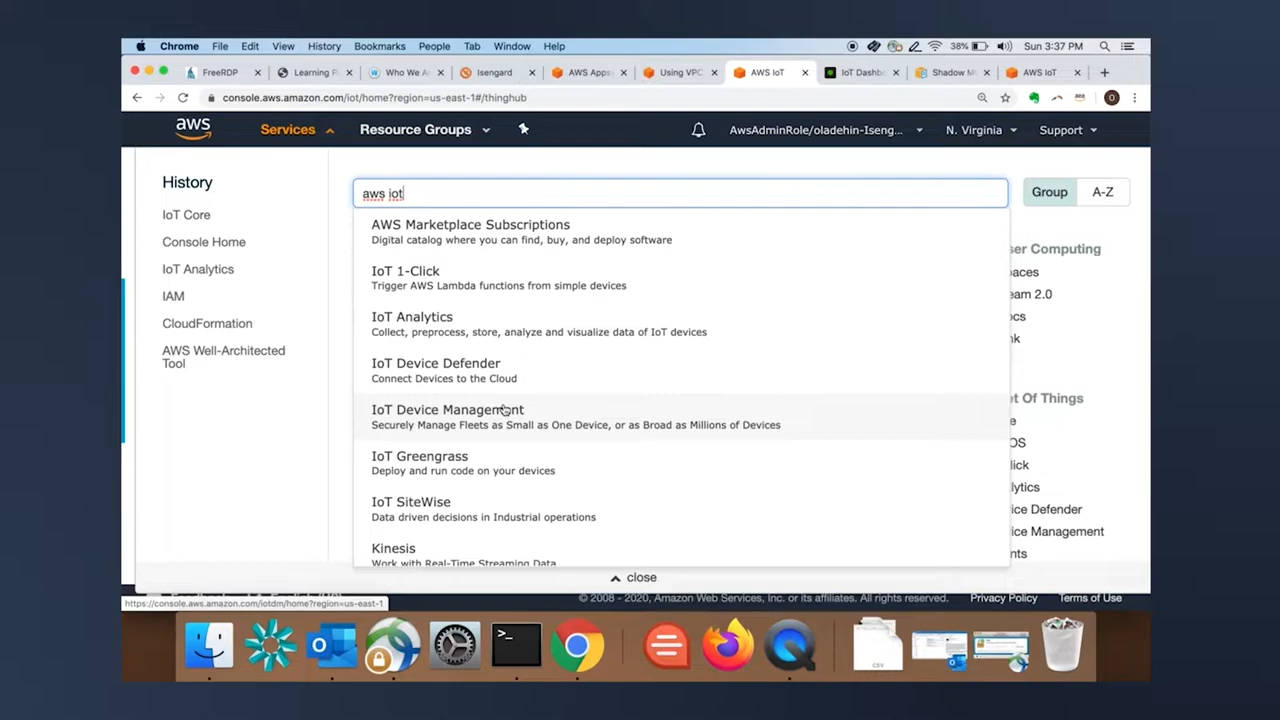 Chrome File Edit View History Bookmarks People Tab Window Help 38% Sun 3:37 PM
FreeRDP Learning P Who We A Isengard AWS Apps Using VPC AWS IoT IoT Dashb Shadow M AWS IoT
console.aws.amazon.com/iot/home?region=us-east-1#/thinghub O
aws Services Resource Groups AwsAdminRole/oladehin-Iseng... N. Virginia Support
History
IoT Core
Console Home
IoT Analytics
IAM
CloudFormation
AWS Well-Architected
Tool
aws iot
Group A-Z
AWS Marketplace Subscriptions
Digital catalog where you can find, buy, and deploy software
IoT 1-Click
Trigger AWS Lambda functions from simple devices
IoT Analytics
Collect, preprocess, store, analyze and visualize data of IoT devices
IoT Device Defender
Connect Devices to the Cloud
IoT Device Management
Securely Manage Fleets as Small as One Device, or as Broad as Millions of Devices
IoT Greengrass
Deploy and run code on your devices
IoT SiteWise
Data driven decisions in Industrial operations
Kinesis
Work with Real-Time Streaming Data
ser Computing
paces
eam 2.0
ocs
nk
et Of Things
e
OS
lick
alytics
ice Defender
ice Management
nts
close
© 2008 - 2020, Amazon Web Services, Inc. or its affiliates. All rights reserved. Privacy Policy Terms of Use
https://console.aws.amazon.com/iotdm/home?region=us-east-1
>_
CSV